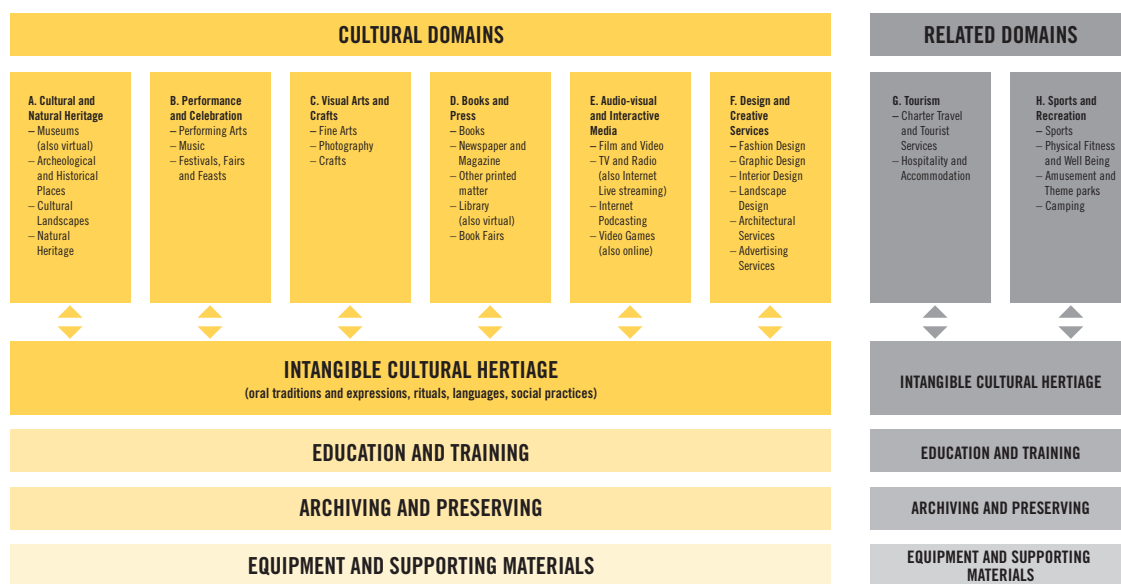 CULTURAL DOMAINS
RELATED DOMAINS
A. Cultural and
Natural Heritage
– Museums
(also virtual)
– Archeological
and Historical
Places
– Cultural
Landscapes
– Natural
Heritage
B. Performance
and Celebration
– Performing Arts
– Music
– Festivals, Fairs
and Feasts
C. Visual Arts and
Crafts
– Fine Arts
– Photography
– Crafts
D. Books and
Press
– Books
– Newspaper and
Magazine
– Other printed
matter
– Library
(also virtual)
– Book Fairs
E. Audio-visual
and Interactive
Media
– Film and Video
– TV and Radio
(also Internet
Live streaming)
– Internet
Podcasting
– Video Games
(also online)
F. Design and
Creative
Services
– Fashion Design
– Graphic Design
– Interior Design
– Landscape
Design
– Architectural
Services
– Advertising
Services
G. Tourism
– Charter Travel
and Tourist
Services
– Hospitality and
Accommodation
H. Sports and
Recreation
– Sports
– Physical Fitness
and Well Being
– Amusement and
Theme parks
– Camping
INTANGIBLE CULTURAL HERTIAGE
(oral traditions and expressions, rituals, languages, social practices)
INTANGIBLE CULTURAL HERTIAGE
EDUCATION AND TRAINING
EDUCATION AND TRAINING
ARCHIVING AND PRESERVING
ARCHIVING AND PRESERVING
EQUIPMENT AND SUPPORTING MATERIALS
EQUIPMENT AND SUPPORTING
MATERIALS